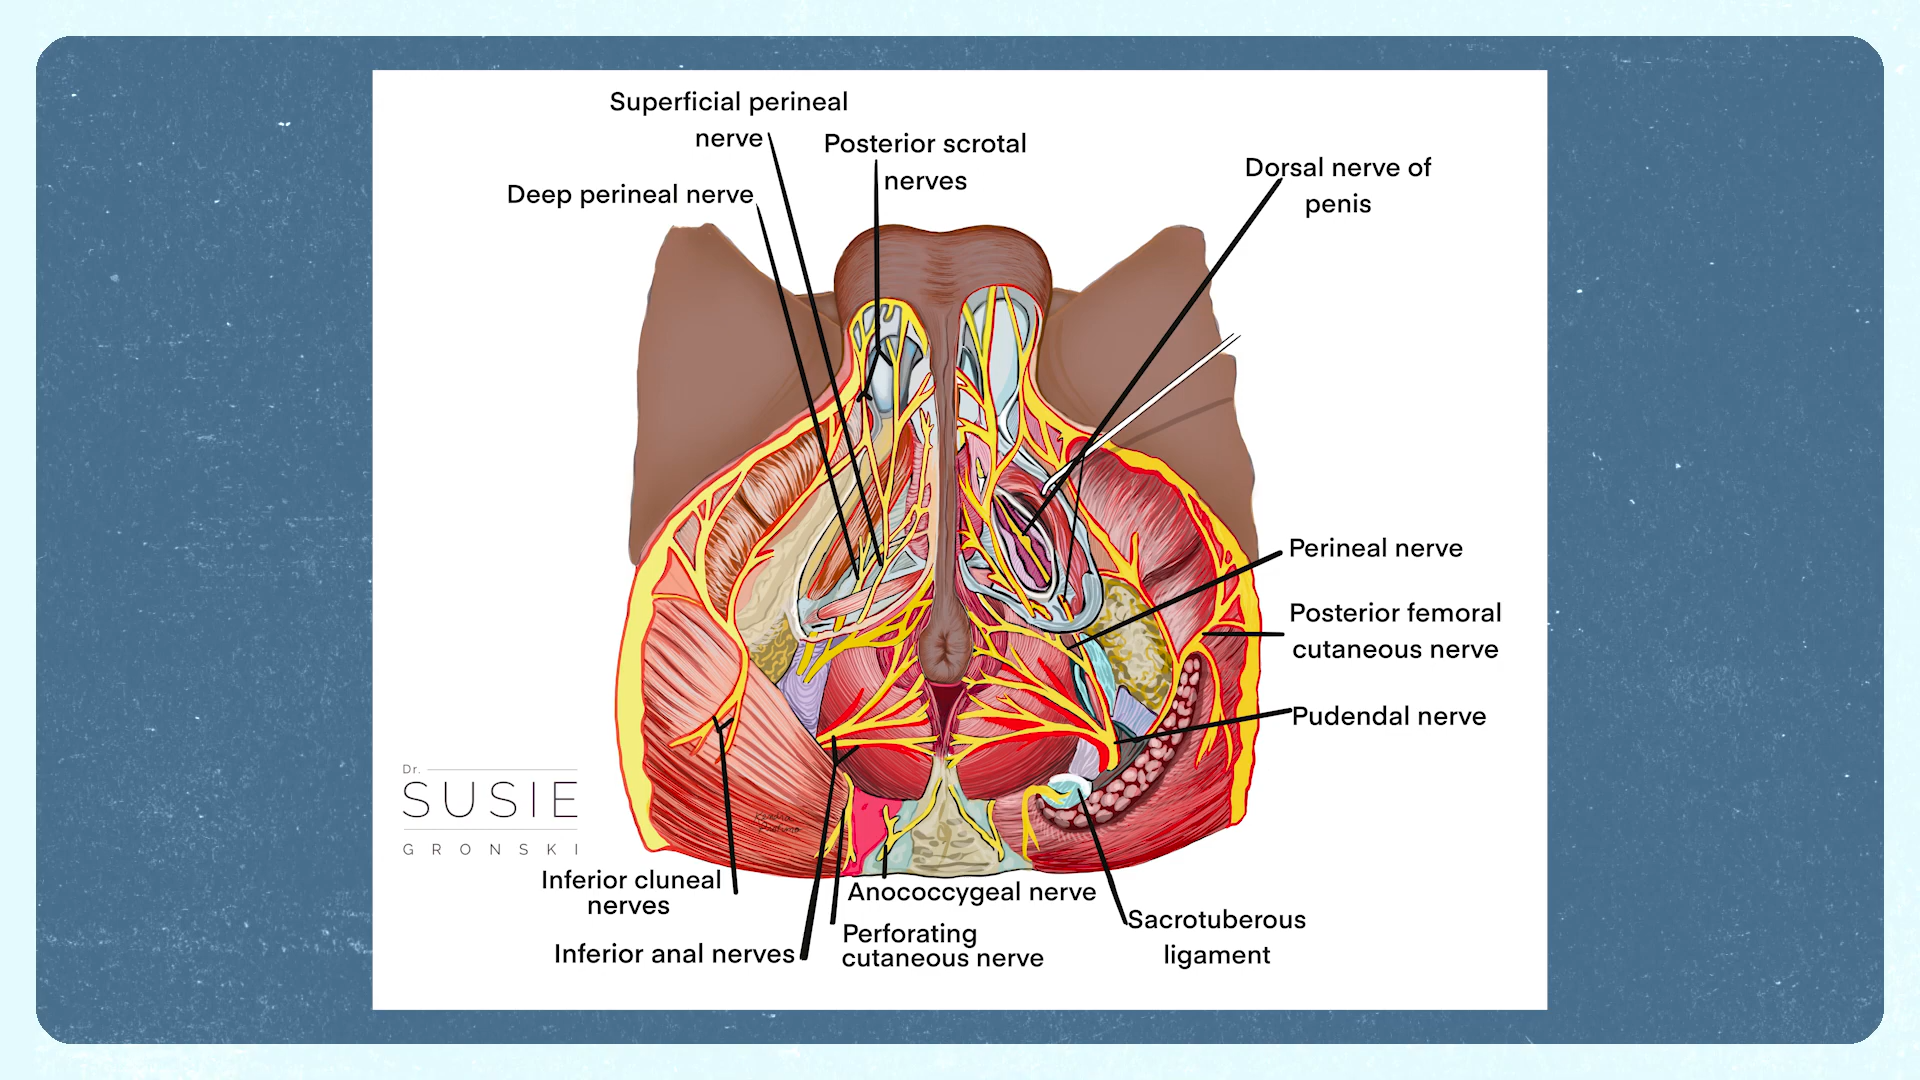 Superficial perineal
nerve
Posterior scrotal
nerves
Dorsal nerve of
penis
Deep perineal nerve
Perineal nerve
Posterior femoral
cutaneous nerve
Pudendal nerve
Dr.
SUSIE
GRONSKI
Inferior cluneal
nerves
Anococcygeal nerve
Sacrotuberous
ligament
Perforating
cutaneous nerve
Inferior anal nerves